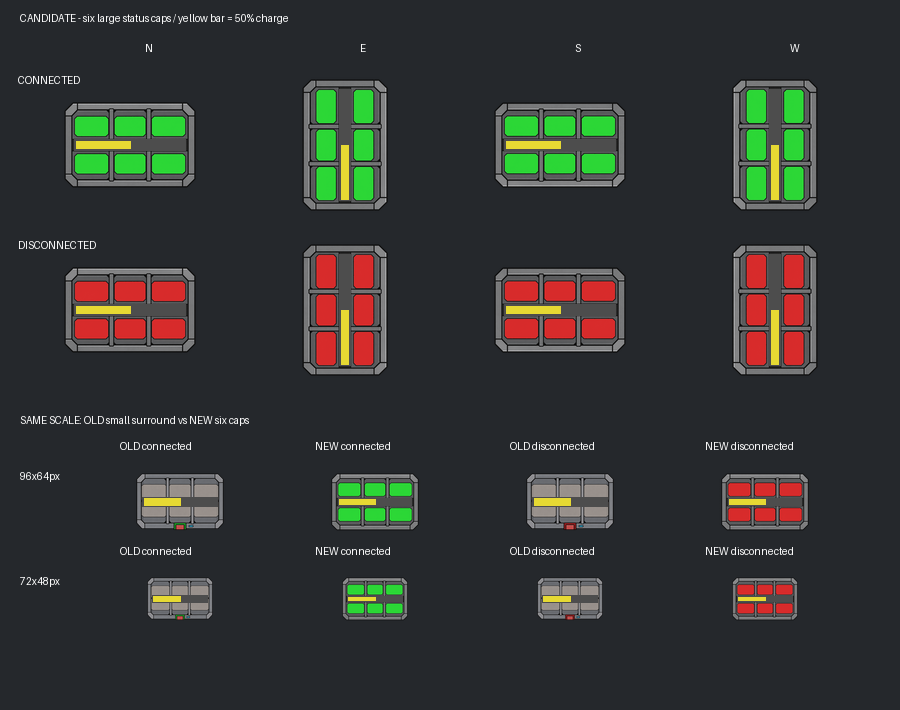 CANDIDATE - six large status caps / yellow bar = 50% charge
N E S W
CONNECTED
DISCONNECTED
SAME SCALE: OLD small surround vs NEW six caps
OLD connected NEW connected OLD disconnected NEW disconnected
96x64px
OLD connected NEW connected OLD disconnected NEW disconnected
72x48px